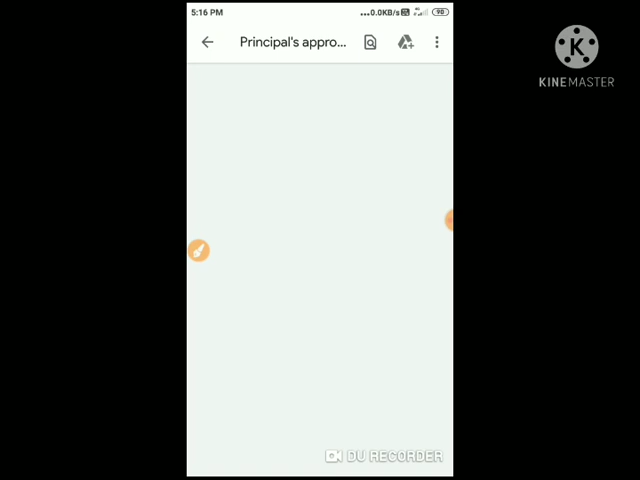 5:16 PM
...0.0KB/s 90
Principal's appro...
K
KINEMASTER
DU RECORDER